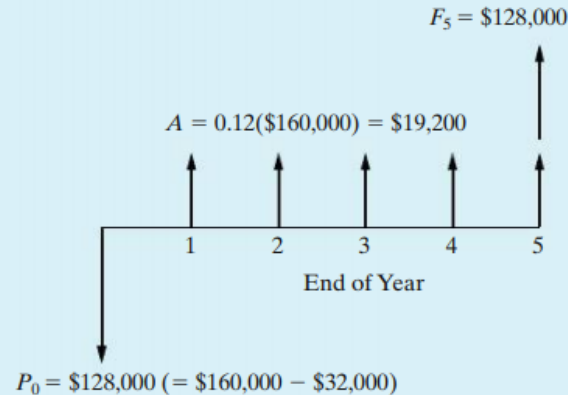 F₅ = $128,000
A = 0.12($160,000) = $19,200
1 2 3 4 5
End of Year
P₀ = $128,000 (= $160,000 − $32,000)